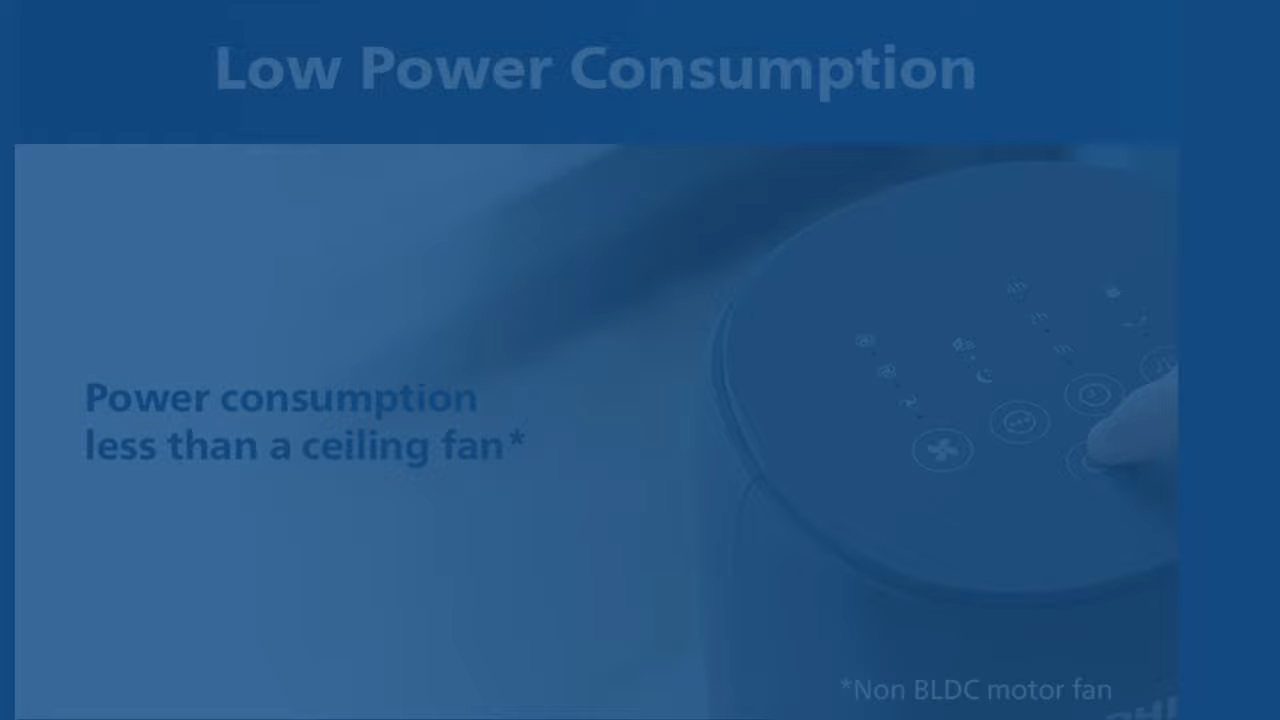 Low Power Consumption
Power consumption
less than a ceiling fan*
*Non BLDC motor fan